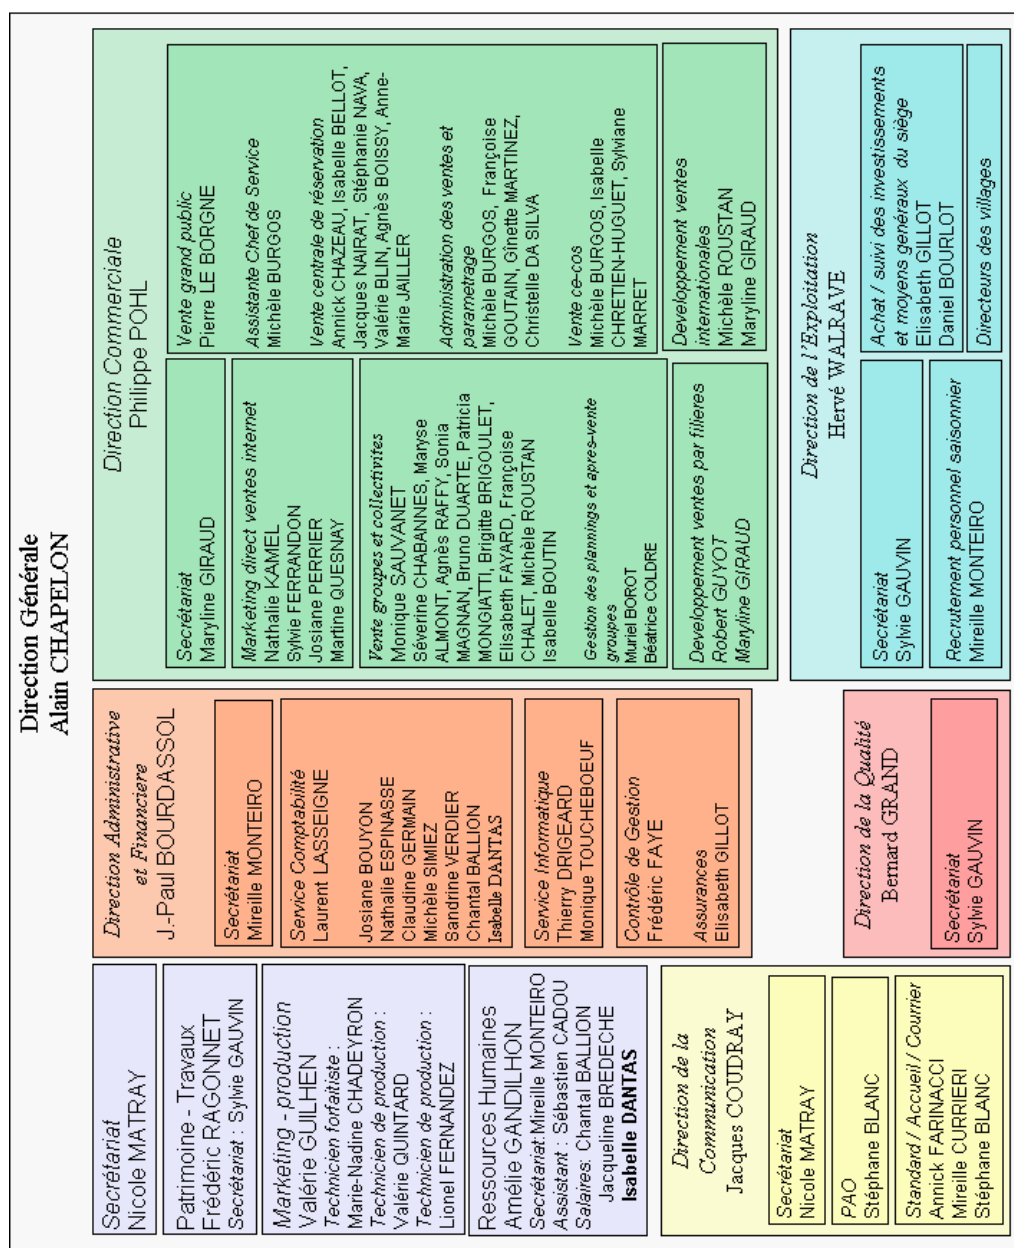 Direction Générale
Alain CHAPELON
Secrétariat
Nicole MATRAY
Patrimoine - Travaux
Frédéric RAGONNET
Secrétariat : Sylvie GAUVIN
Marketing -production
Valérie GUILHEN
Technicien forfaitiste :
Marie-Nadine CHADEYRON
Technicien de production :
Valérie QUINTARD
Technicien de production :
Lionel FERNANDEZ
Ressources Humaines
Amélie GANDILHON
Secrétariat:Mireille MONTEIRO
Assistant : Sébastien CADOU
Salaires: Chantal BALLION
Jacqueline BREDECHE
Isabelle DANTAS
Direction de la
Communication
Jacques COUDRAY
Secrétariat
Nicole MATRAY
PAO
Stéphane BLANC
Standard / Accueil / Courrier
Annick FARINACCI
Mireille CURRIERI
Stéphane BLANC
Direction Administrative
et Financiere
J.-Paul BOURDASSOL
Secrétariat
Mireille MONTEIRO
Service Comptabilité
Laurent LASSEIGNE
Josiane BOUYON
Nathalie ESPINASSE
Claudine GERMAIN
Michèle SIMIEZ
Sandrine VERDIER
Chantal BALLION
Isabelle DANTAS
Service Informatique
Thierry DRIGEARD
Monique TOUCHEBOEUF
Contrôle de Gestion
Frédéric FAYE
Assurances
Elisabeth GILLOT
Direction de la Qualité
Bernard GRAND
Secrétariat
Sylvie GAUVIN
Direction Commerciale
Philippe POHL
Secrétariat
Maryline GIRAUD
Marketing direct ventes internet
Nathalie KAMEL
Sylvie FERRANDON
Josiane PERRIER
Martine QUESNAY
Vente groupes et collectivites
Monique SAUVANET
Séverine CHABANNES, Maryse
ALMONT, Agnès RAFFY, Sonia
MAGNAN, Bruno DUARTE, Patricia
MONGIATTI, Brigitte BRIGOULET,
Elisabeth FAYARD, Françoise
CHALET, Michèle ROUSTAN
Isabelle BOUTIN
Gestion des plannings et apres-vente
groupes
Muriel BOROT
Béatrice COLDRE
Developpement ventes par filieres
Robert GUYOT
Maryline GIRAUD
Vente grand public
Pierre LE BORGNE
Assistante Chef de Service
Michèle BURGOS
Vente centrale de réservation
Annick CHAZEAU, Isabelle BELLOT,
Jacques NAIRAT, Stéphanie NAVA,
Valérie BLIN, Agnès BOISSY, Anne-
Marie JAILLER
Administration des ventes et
parametrage
Michèle BURGOS, Françoise
GOUTAIN, Gînette MARTINEZ,
Christelle DA SILVA
Vente ce-cos
Michèle BURGOS, Isabelle
CHRETIEN-HUGUET, Sylviane
MARRET
Developpement ventes
internationales
Michèle ROUSTAN
Maryline GIRAUD
Direction de l'Exploitation
Hervé WALRAVE
Secrétariat
Sylvie GAUVIN
Recrutement personnel saisonnier
Mireille MONTEIRO
Achat / suivi des investissements
et moyens generaux du siège
Elisabeth GILLOT
Daniel BOURLOT
Directeurs des villages